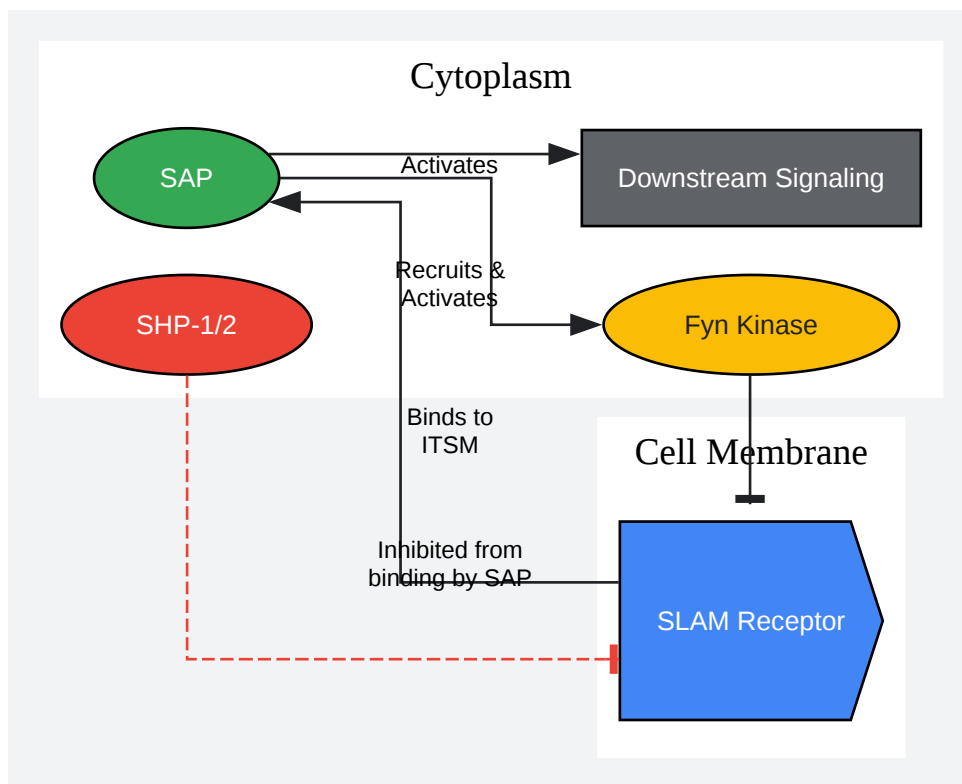 Cytoplasm
SAP
Activates
Downstream Signaling
Recruits &
Activates
SHP-1/2
Fyn Kinase
Binds to
ITSM
Cell Membrane
Inhibited from
binding by SAP
SLAM Receptor